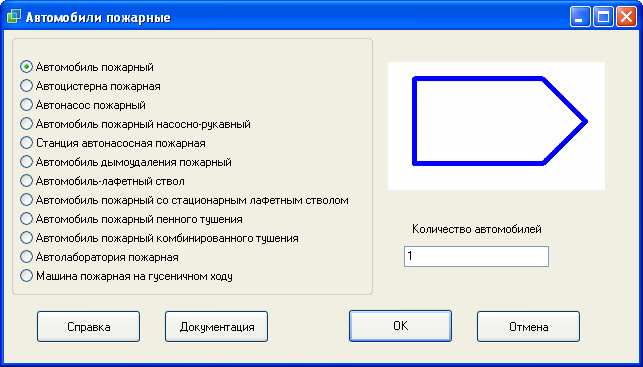 Автомобили пожарные
Автомобиль пожарный
Автоцистерна пожарная
Автонасос пожарный
Автомобиль пожарный насосно-рукавный
Станция автонасосная пожарная
Автомобиль дымоудаления пожарный
Автомобиль-лафетный ствол
Автомобиль пожарный со стационарным лафетным стволом
Автомобиль пожарный пенного тушения
Автомобиль пожарный комбинированного тушения
Автолаборатория пожарная
Машина пожарная на гусеничном ходу
Количество автомобилей
1
Справка
Документация
OK
Отмена